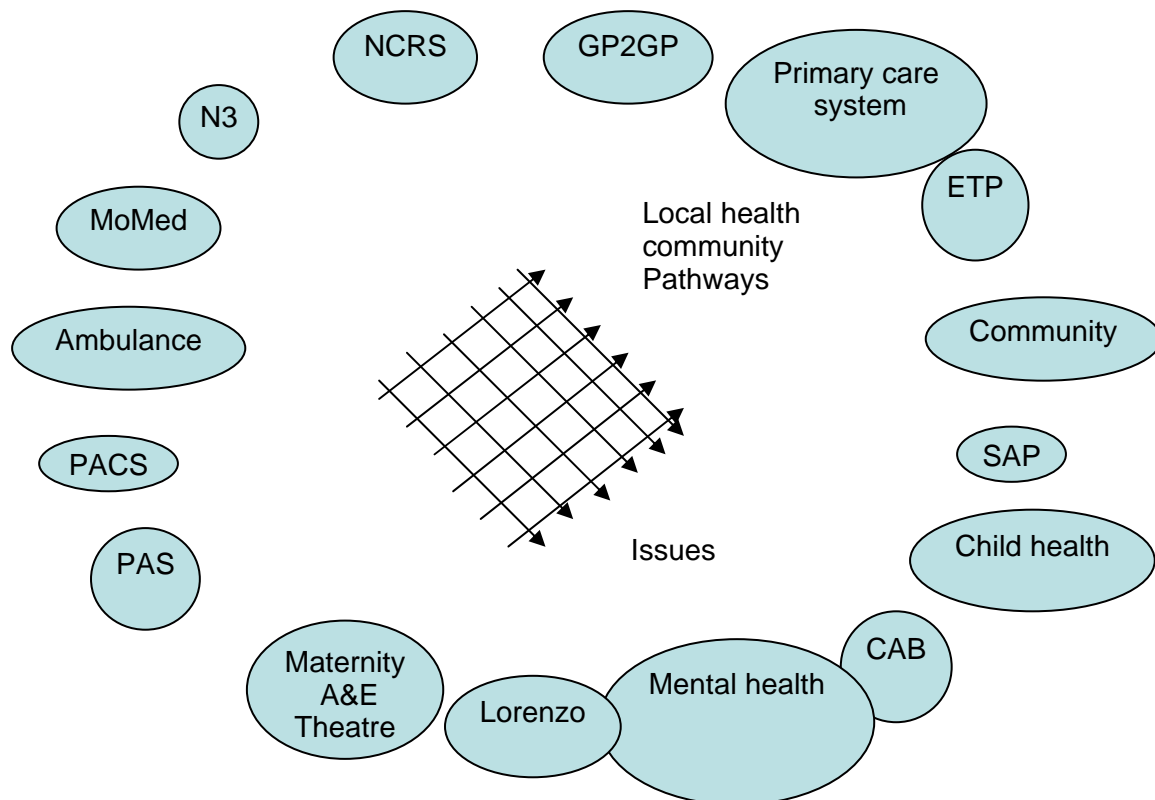 NCRS
GP2GP
Primary care
system
N3
ETP
MoMed
Local health
community
Pathways
Ambulance
Community
PACS
SAP
PAS
Issues
Child health
Maternity
A&E
Theatre
Lorenzo
Mental health
CAB